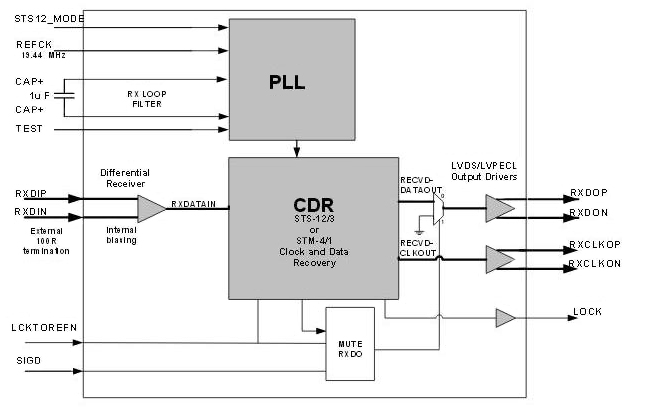 STS12_MODE
REFCK
19.44 MHz
CAP+
1u F
CAP+
TEST
RX LOOP
FILTER
PLL
Differential
Receiver
RXDIP
RXDIN
RXDATAIN
External
100R
termination
Internal
biasing
CDR
STS-12/3
or
STM-4/1
Clock and Data
Recovery
RECVD-
DATAOUT
0
1
RECVD-
CLKOUT
LVDS/LVPECL
Output Drivers
RXDOP
RXDON
RXCLKOP
RXCLKON
LOCK
LCKTOREFN
SIGD
MUTE
RXDO